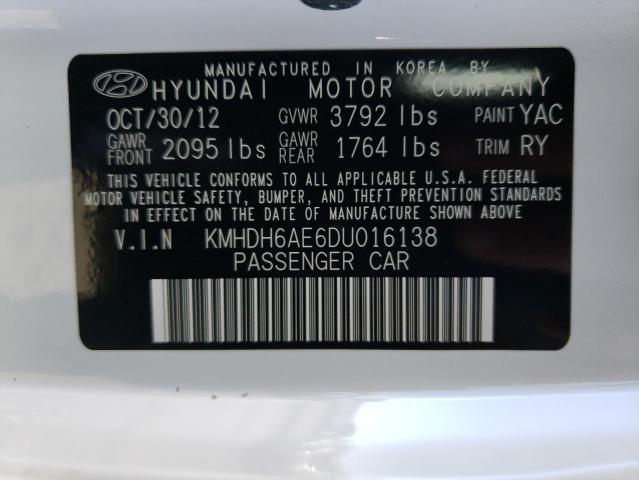 MANUFACTURED IN KOREA BY
HYUNDAI MOTOR COMPANY
OCT/30/12 GVWR 3792 lbs PAINT YAC
GAWR FRONT 2095 lbs GAWR REAR 1764 lbs TRIM RY
THIS VEHICLE CONFORMS TO ALL APPLICABLE U.S.A. FEDERAL
MOTOR VEHICLE SAFETY, BUMPER, AND THEFT PREVENTION STANDARDS
IN EFFECT ON THE DATE OF MANUFACTURE SHOWN ABOVE.
V.I.N KMHDH6AE6DU016138
PASSENGER CAR